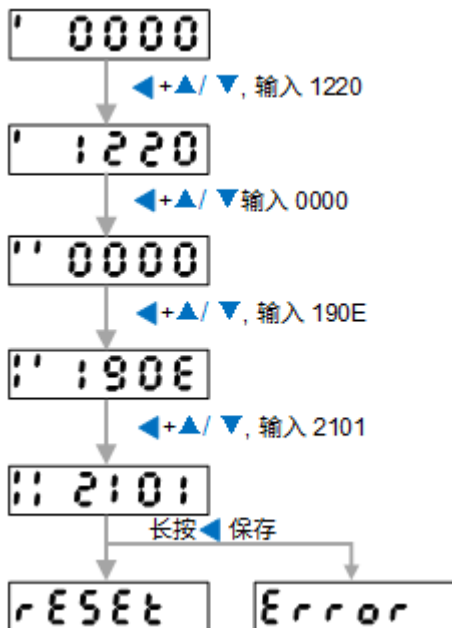 ' 0000
◀+▲/ ▼, 输入 1220
' 1220
◀+▲/ ▼输入 0000
'' 0000
◀+▲/ ▼, 输入 190E
¦' 190E
◀+▲/ ▼, 输入 2101
¦¦ 2101
长按◀ 保存
rESEt
Error